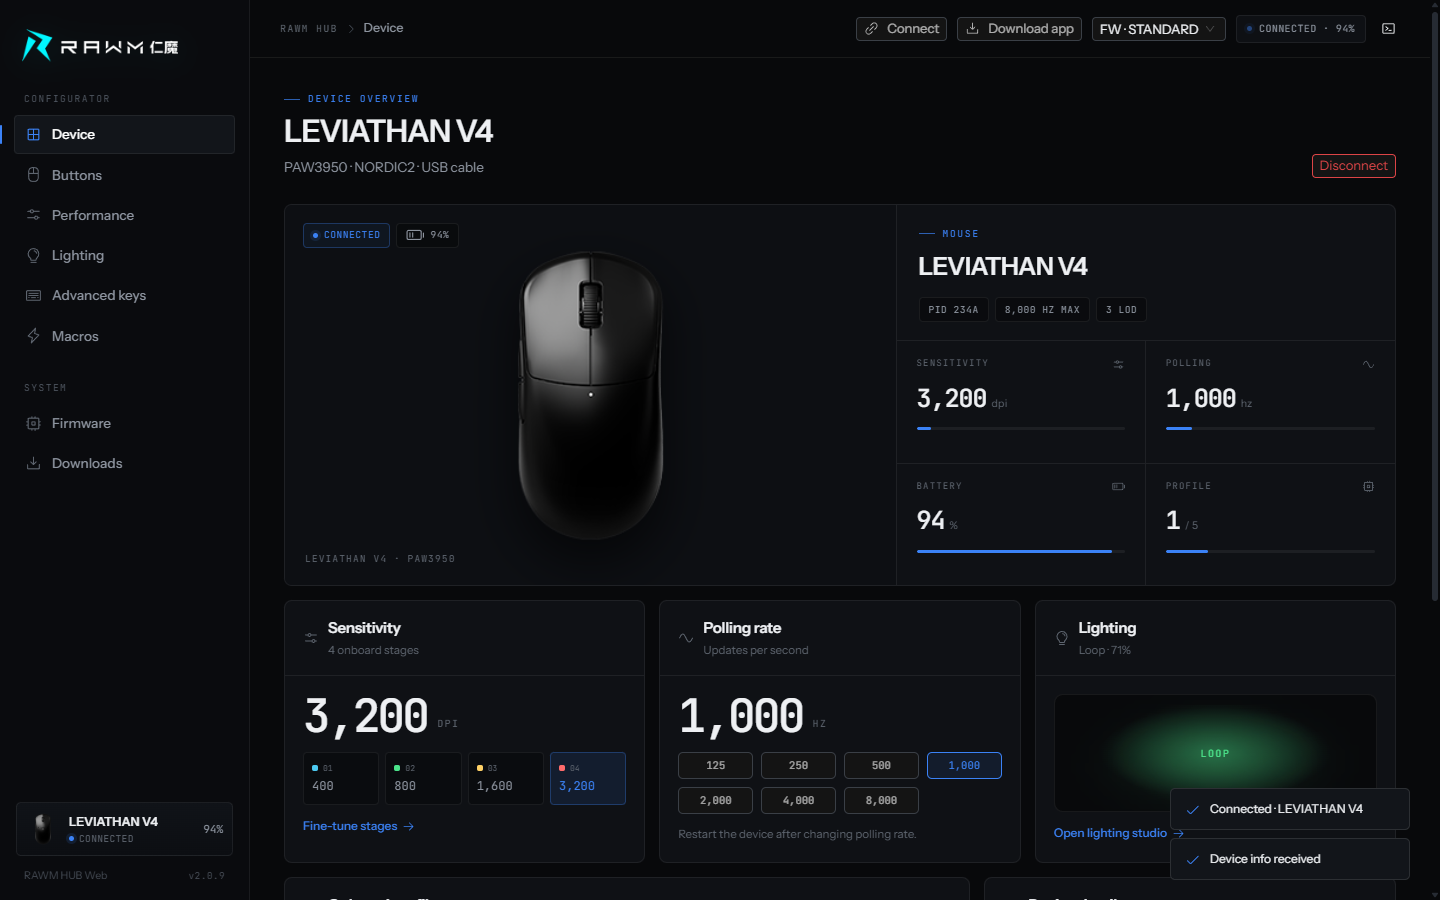 RAWM 仁魔
RAWM HUB > Device
Connect
Download app
FW·STANDARD
CONNECTED · 94%
CONFIGURATOR
Device
Buttons
Performance
Lighting
Advanced keys
Macros
SYSTEM
Firmware
Downloads
LEVIATHAN V4
CONNECTED
94%
RAWM HUB Web
v2.0.9
DEVICE OVERVIEW
LEVIATHAN V4
PAW3950·NORDIC2·USB cable
Disconnect
CONNECTED
94%
LEVIATHAN V4 · PAW3950
MOUSE
LEVIATHAN V4
PID 234A
8,000 HZ MAX
3 LOD
SENSITIVITY
3,200 dpi
POLLING
1,000 hz
BATTERY
94 %
PROFILE
1 / 5
Sensitivity
4 onboard stages
3,200 DPI
01
400
02
800
03
1,600
04
3,200
Fine-tune stages →
Polling rate
Updates per second
1,000 HZ
125
250
500
1,000
2,000
4,000
8,000
Restart the device after changing polling rate.
Lighting
Loop·71%
LOOP
Open lighting studio →
Connected·LEVIATHAN V4
Device info received